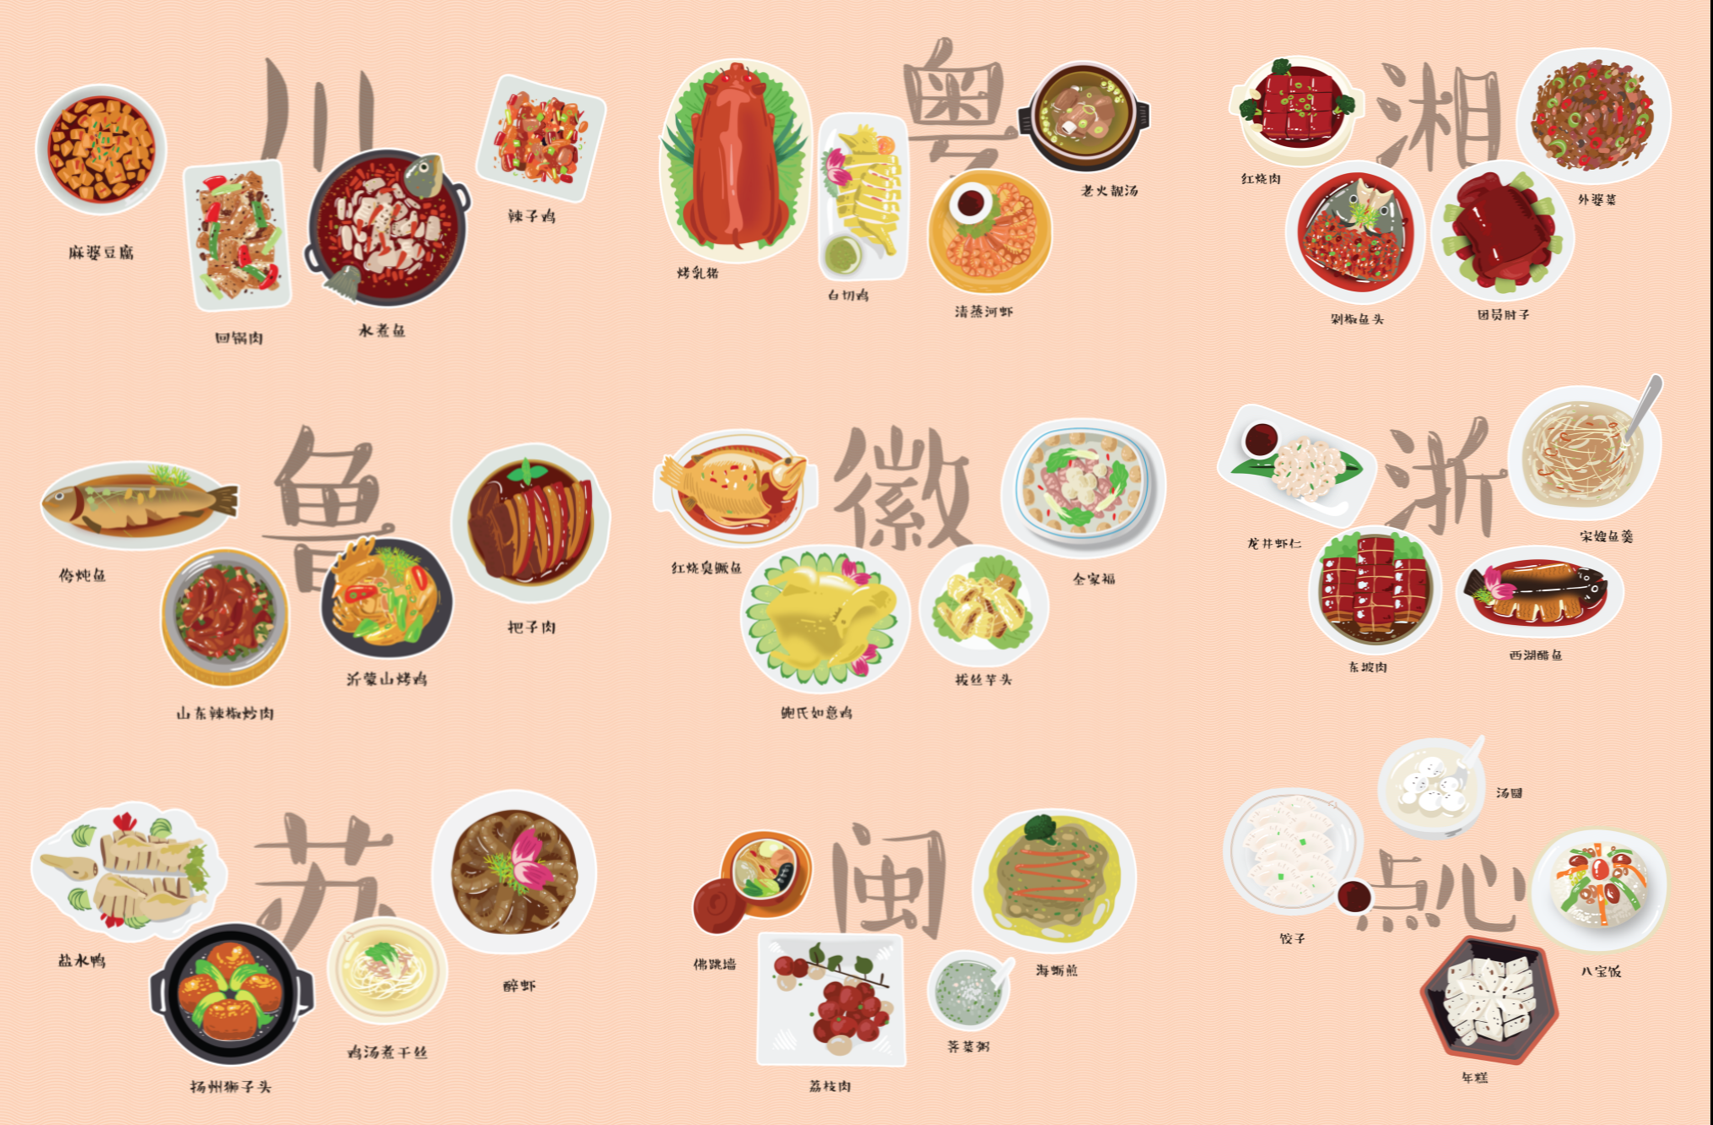 川
麻婆豆腐
回锅肉
水煮鱼
辣子鸡
粤
烤乳猪
白切鸡
清蒸河虾
老火靓汤
湘
红烧肉
剁椒鱼头
团员肘子
外婆菜
鲁
侉炖鱼
山东辣椒炒肉
沂蒙山烤鸡
把子肉
徽
红烧臭鳜鱼
鲍氏如意鸡
拔丝芋头
全家福
浙
龙井虾仁
东坡肉
西湖醋鱼
宋嫂鱼羹
苏
盐水鸭
扬州狮子头
鸡汤煮干丝
醉虾
闽
佛跳墙
荔枝肉
荠菜粥
海蛎煎
点心
饺子
汤圆
八宝饭
年糕